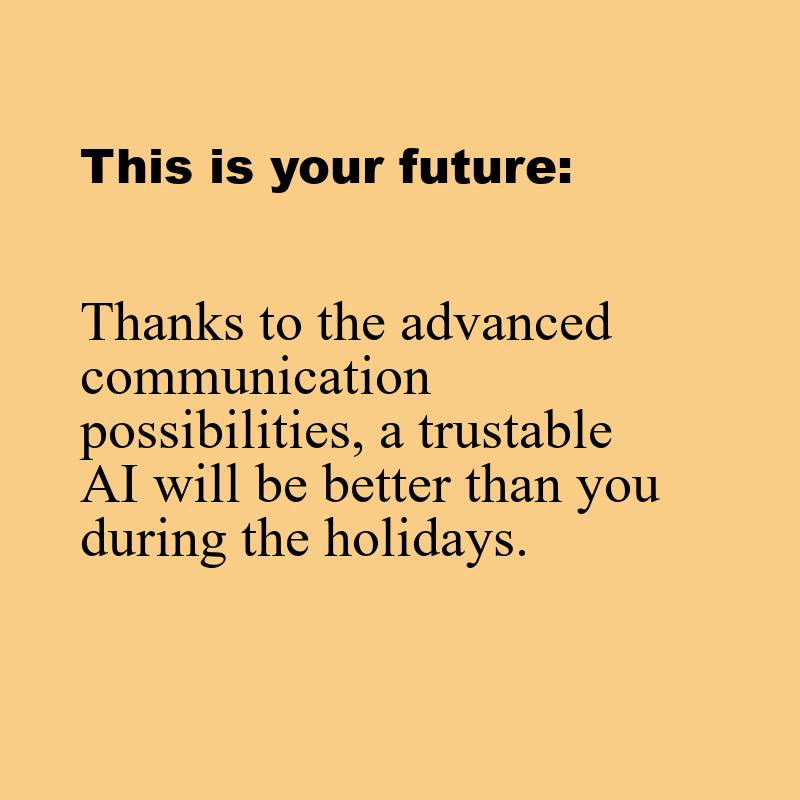 This is your future:
Thanks to the advanced
communication
possibilities, a trustable
AI will be better than you
during the holidays.